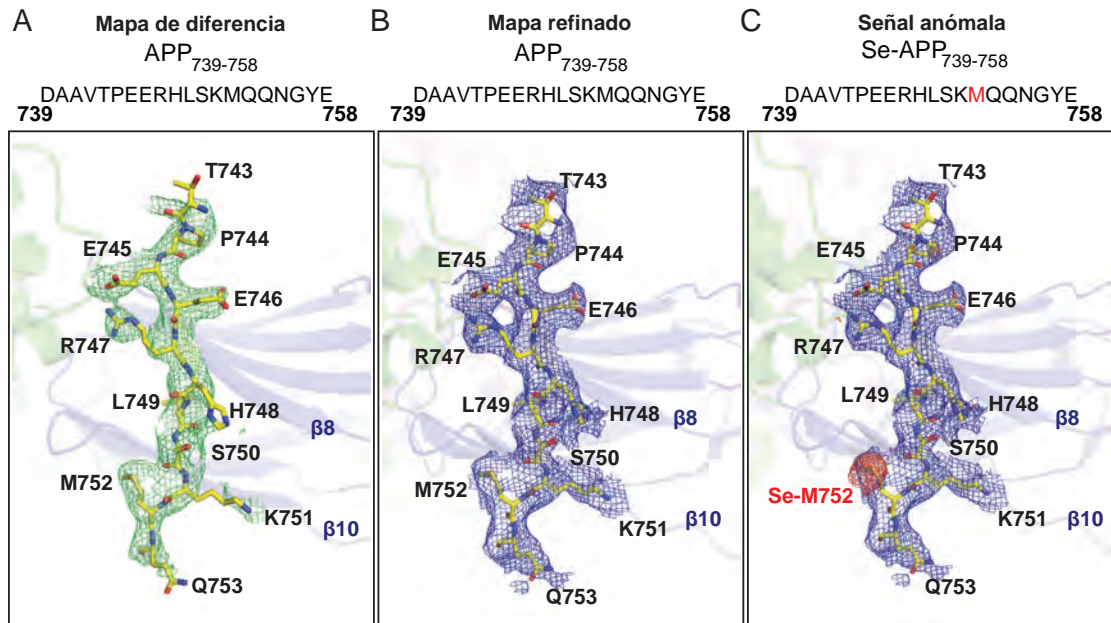 A
Mapa de diferencia
APP739-758
DAAVTPEERHLSKMQQNGYE
739 758
T743
P744
E745
E746
R747
L749
H748
β8
S750
M752
K751
β10
Q753
B
Mapa refinado
APP739-758
DAAVTPEERHLSKMQQNGYE
739 758
T743
P744
E745
E746
R747
L749
H748
β8
S750
M752
K751
β10
Q753
C
Señal anómala
Se-APP739-758
DAAVTPEERHLSKMQQNGYE
739 758
T743
P744
E745
E746
R747
L749
H748
β8
S750
Se-M752
K751
β10
Q753